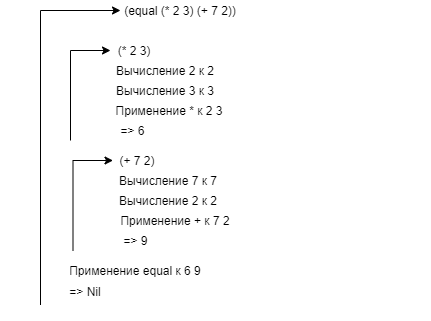 (equal (* 2 3) (+ 7 2))
(* 2 3)
Вычисление 2 к 2
Вычисление 3 к 3
Применение * к 2 3
=> 6
(+ 7 2)
Вычисление 7 к 7
Вычисление 2 к 2
Применение + к 7 2
=> 9
Применение equal к 6 9
=> Nil